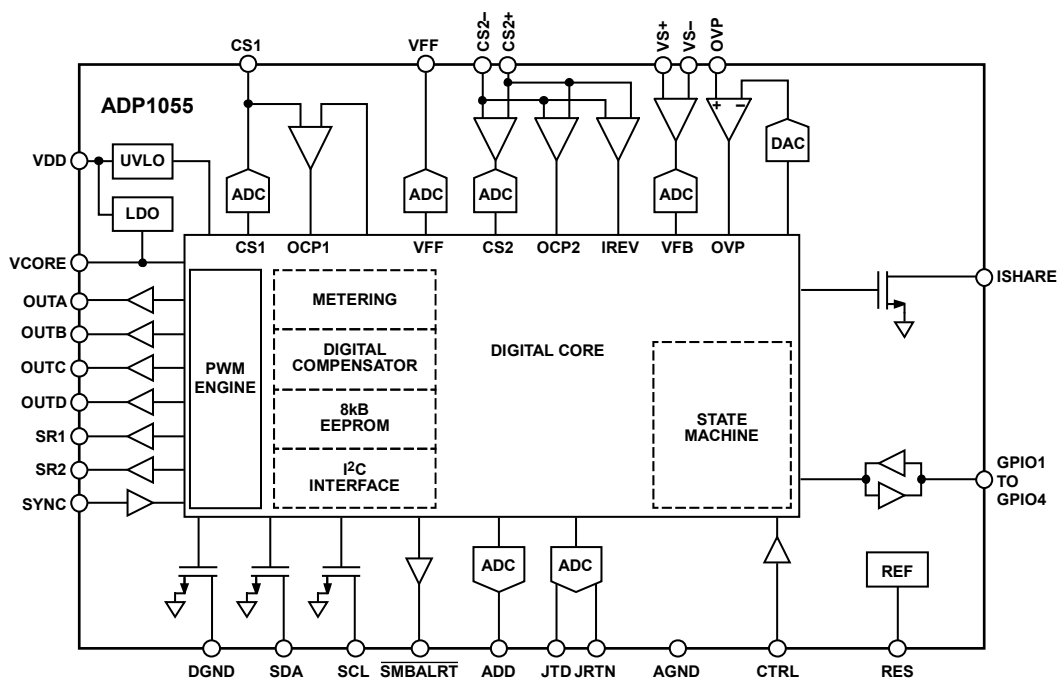 CS1
VFF
CS2–
CS2+
VS+
VS–
OVP
ADP1055
+
–
DAC
VDD
UVLO
ADC
ADC
ADC
ADC
LDO
CS1
OCP1
VFF
CS2
OCP2
IREV
VFB
OVP
VCORE
OUTA
OUTB
OUTC
OUTD
SR1
SR2
SYNC
PWM
ENGINE
METERING
DIGITAL
COMPENSATOR
8kB
EEPROM
I2C
INTERFACE
DIGITAL CORE
STATE
MACHINE
ISHARE
GPIO1
TO
GPIO4
ADC
ADC
REF
DGND
SDA
SCL
SMBALRT
ADD
JTD
JRTN
AGND
CTRL
RES